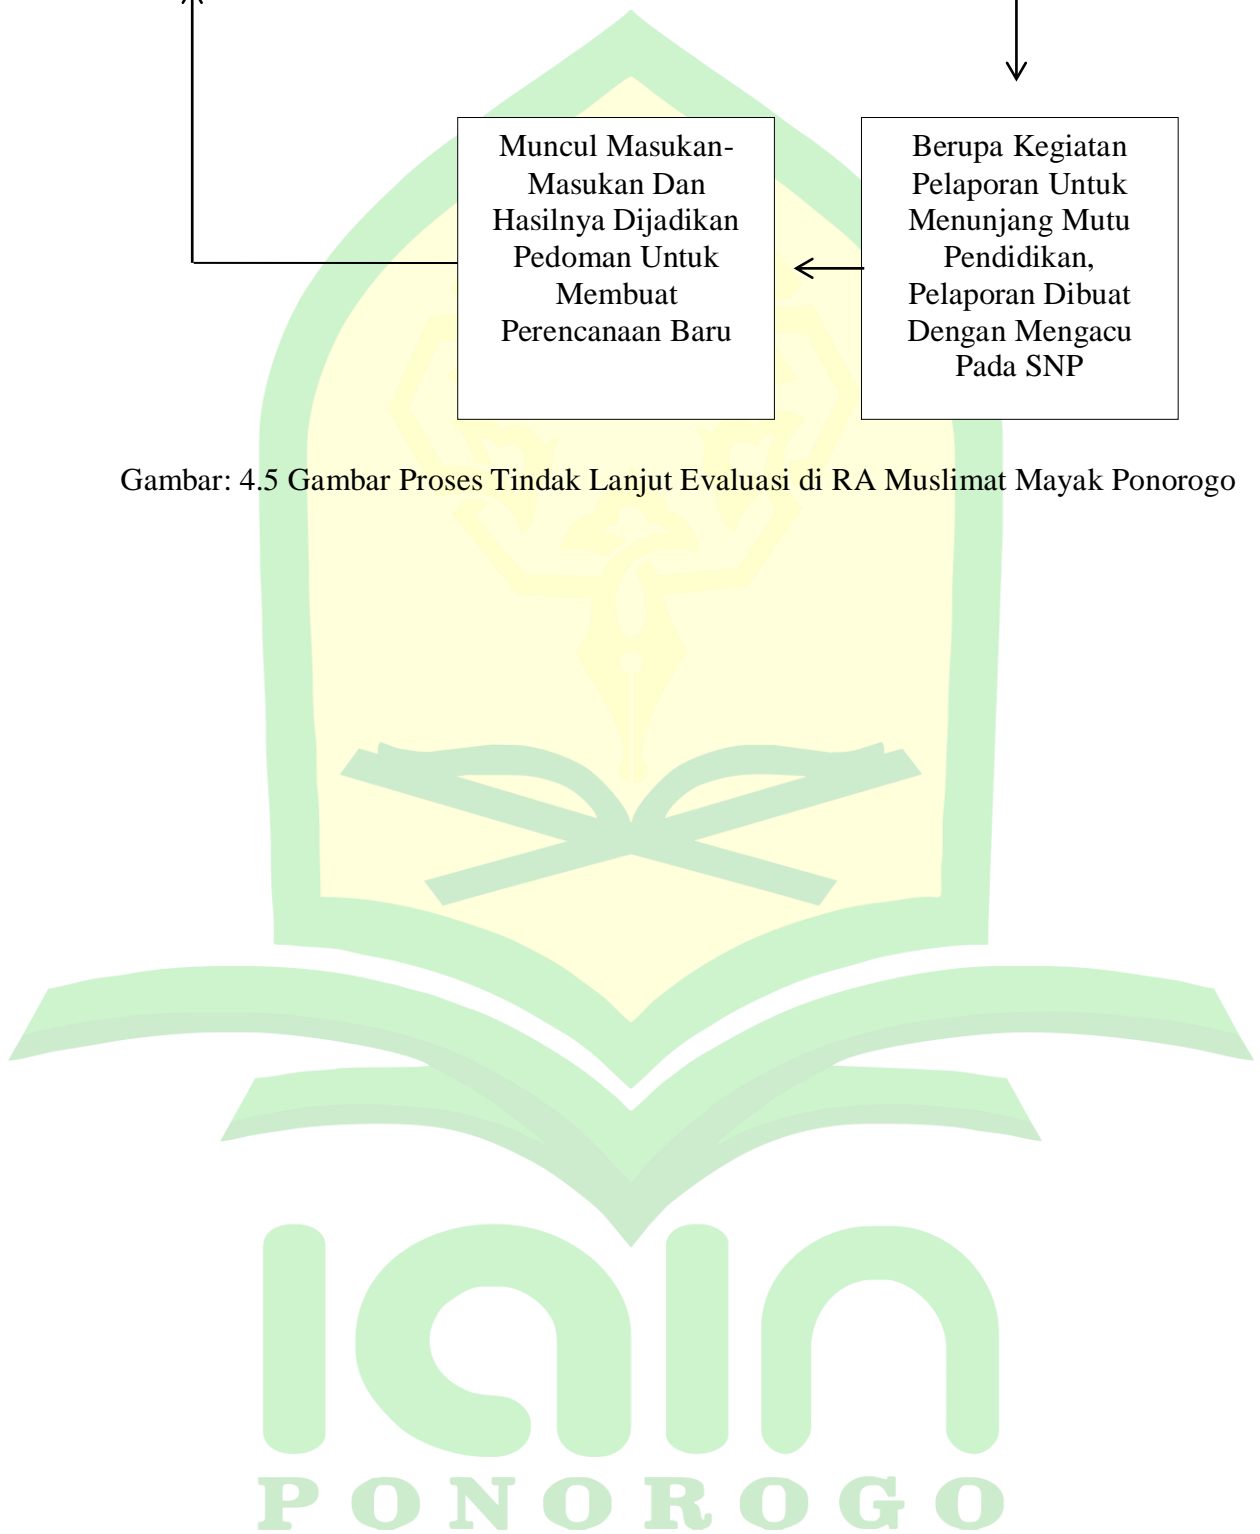 Muncul Masukan-
Masukan Dan
Hasilnya Dijadikan
Pedoman Untuk
Membuat
Perencanaan Baru
Berupa Kegiatan
Pelaporan Untuk
Menunjang Mutu
Pendidikan,
Pelaporan Dibuat
Dengan Mengacu
Pada SNP
Gambar: 4.5 Gambar Proses Tindak Lanjut Evaluasi di RA Muslimat Mayak Ponorogo
iain
PONOROGO